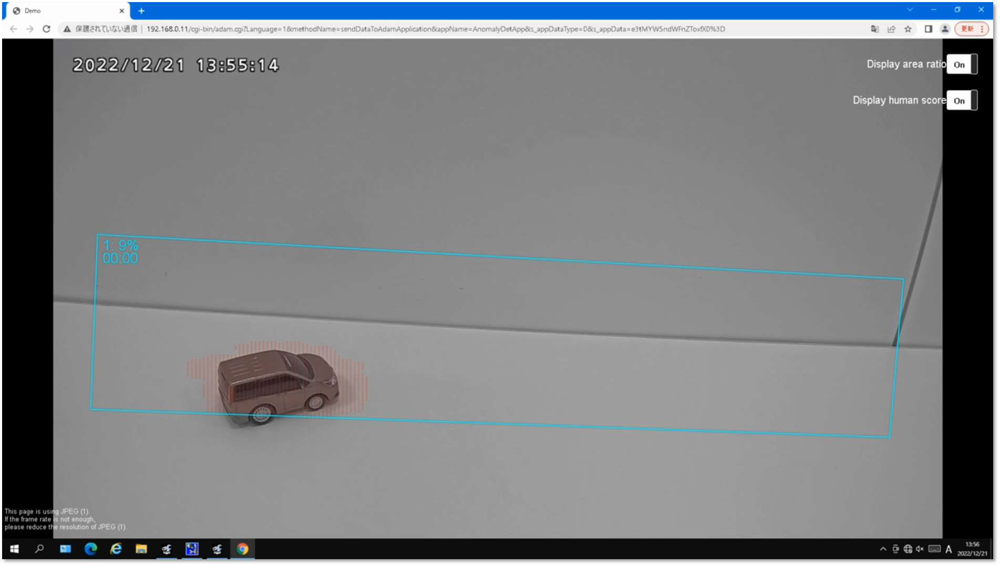 Demo
保護されていない通信 | 192.168.0.11/cgi-bin/adam.cgi?Language=1&methodName=sendDataToAdamApplication&appName=AnomalyDetApp&s_appDataType=0&s_appData=e3tMYW5ndWFnZToxfX0%3D
更新
2022/12/21 13:55:14
Display area ratio On
Display human score On
1: 9%
00:00
This page is using JPEG (1).
If the frame rate is not enough,
please reduce the resolution of JPEG (1).
A
13:56
2022/12/21